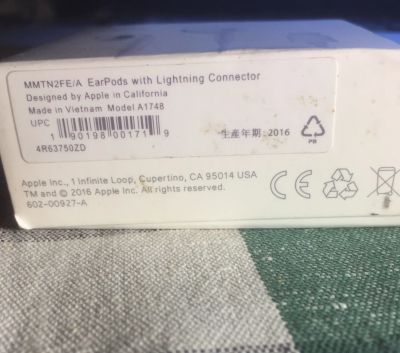 MMTN2FE/A EarPods with Lightning Connector
Designed by Apple in California
Made in Vietnam Model A1748
UPC
1 90198 00171 9
4R63750ZD
生産年期: 2016
PB
Apple Inc., 1 Infinite Loop, Cupertino, CA 95014 USA
TM and © 2016 Apple Inc. All rights reserved.
602-00927-A
CE